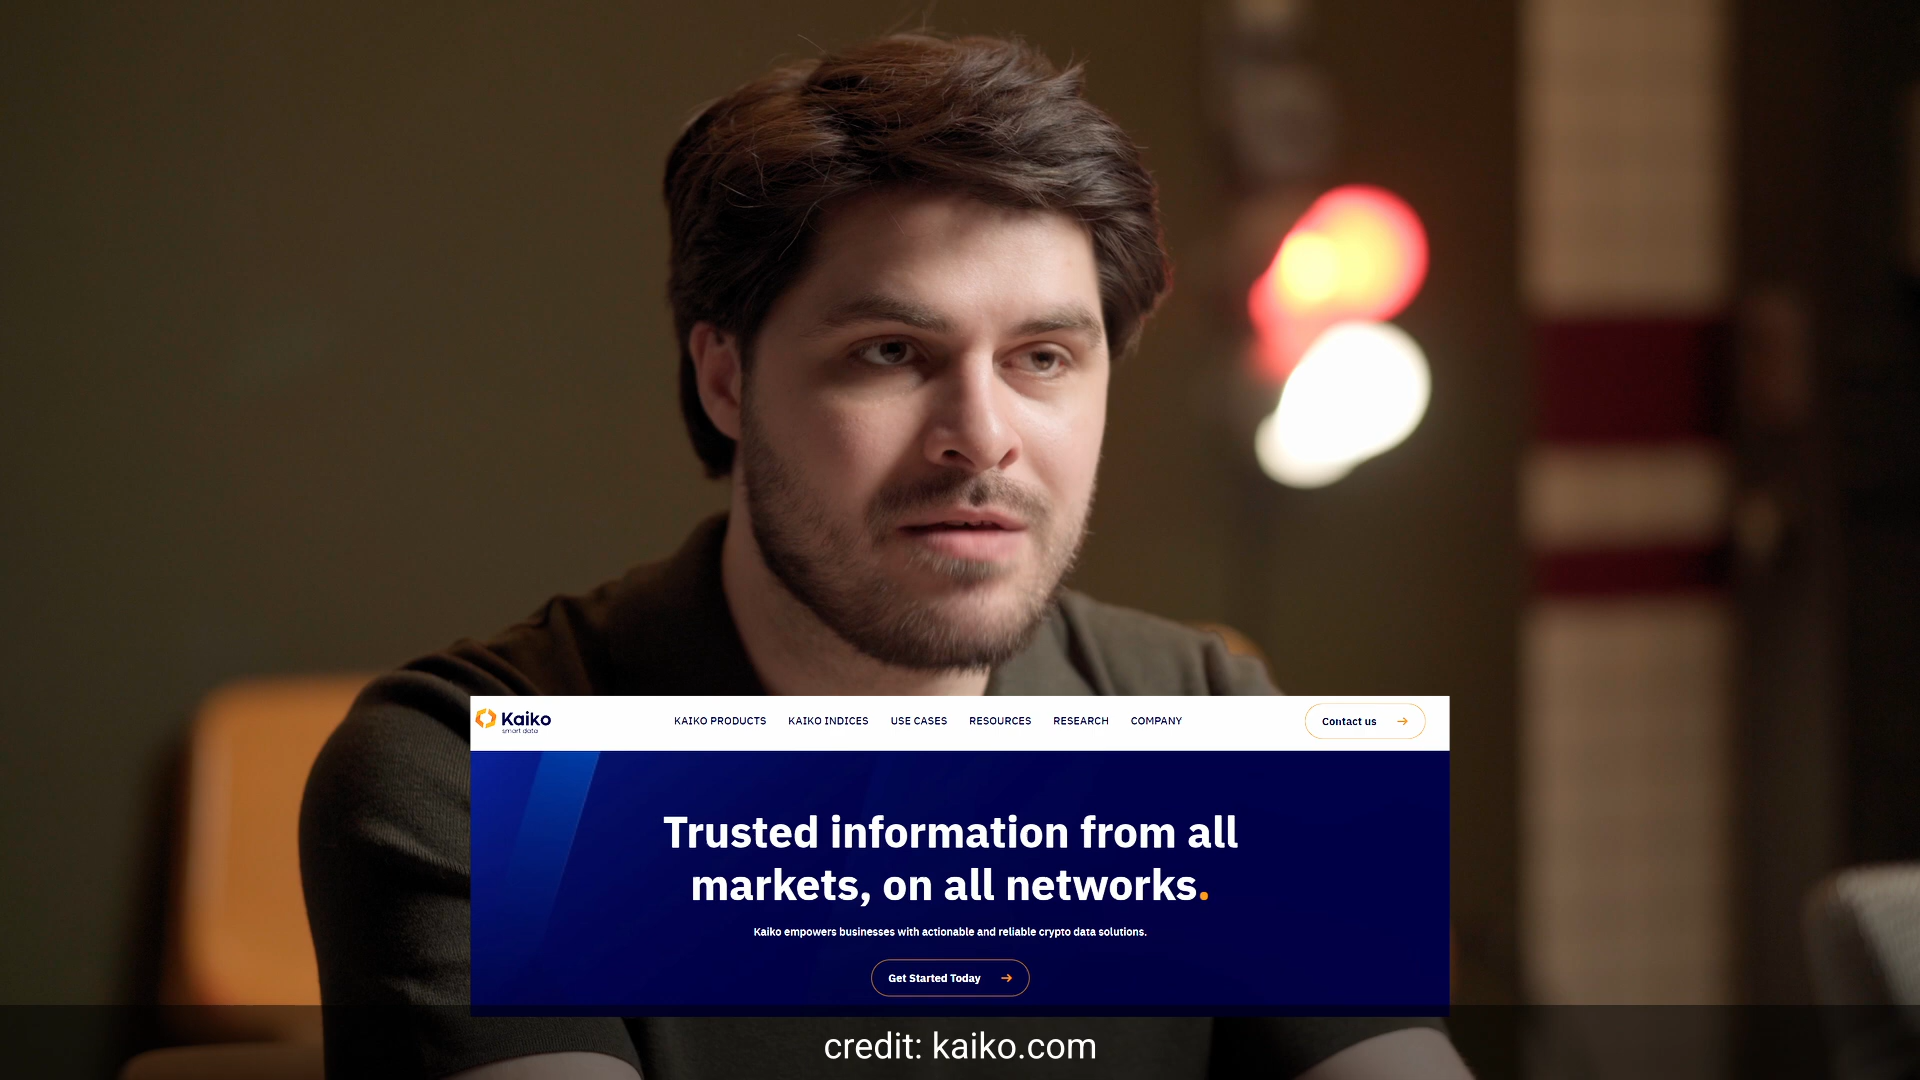 Kaiko
smart data
KAIKO PRODUCTS KAIKO INDICES USE CASES RESOURCES RESEARCH COMPANY
Contact us
Trusted information from all
markets, on all networks.
Kaiko empowers businesses with actionable and reliable crypto data solutions.
Get Started Today
credit: kaiko.com